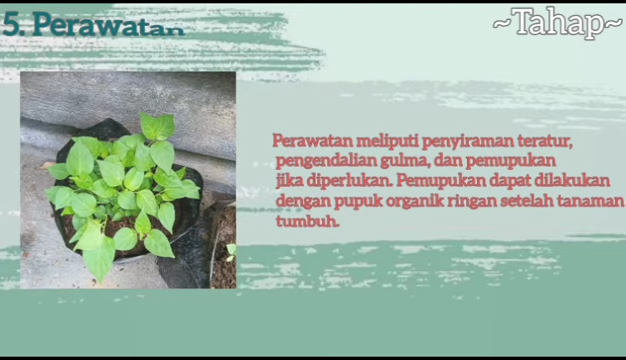 5. Perawatan
~Tahap~
Perawatan meliputi penyiraman teratur,
pengendalian gulma, dan pemupukan
jika diperlukan. Pemupukan dapat dilakukan
dengan pupuk organik ringan setelah tanaman
tumbuh.